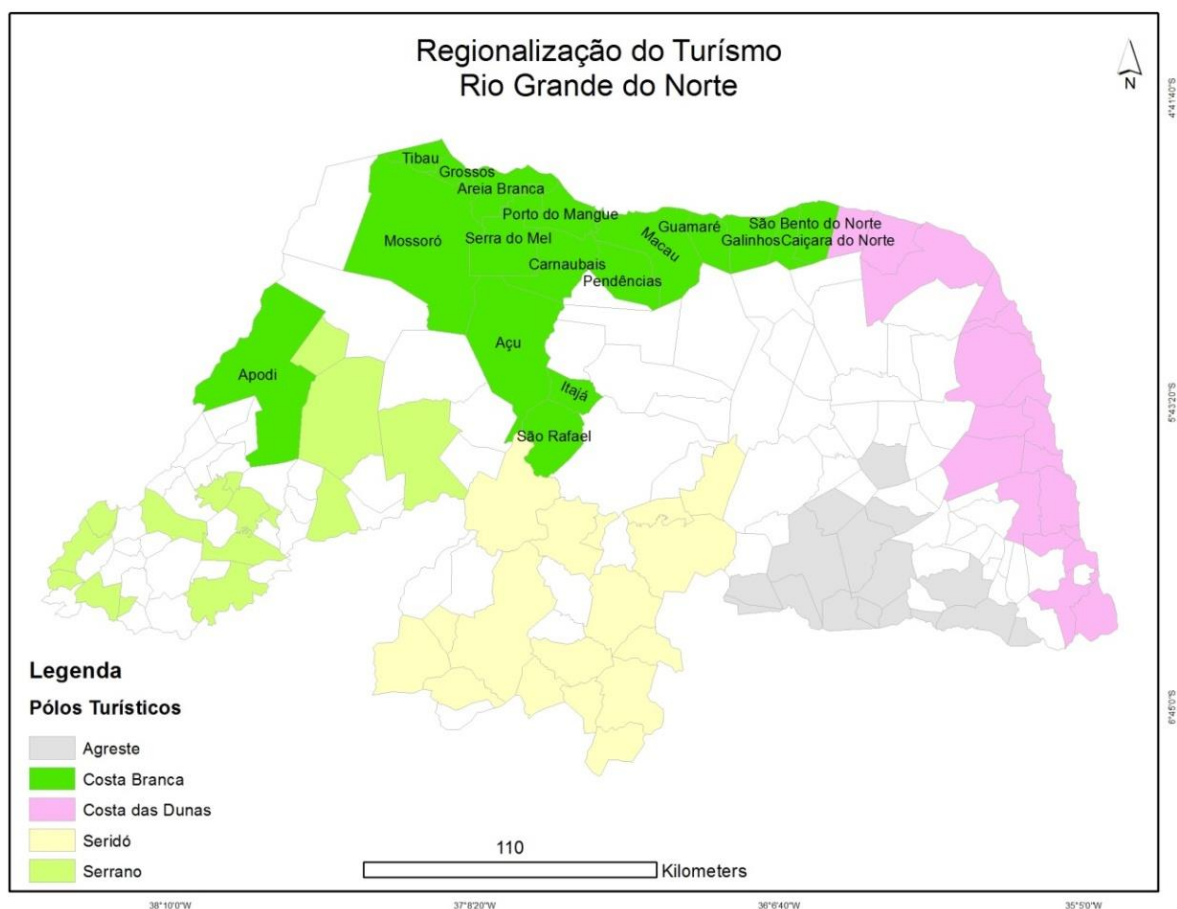 Regionalização do Turísmo
Rio Grande do Norte
N
4°41'40"S
Tibau
Grossos
Areia Branca
Porto do Mangue
São Bento do Norte
Guamaré
Macau
Mossoró
Serra do Mel
Galinhos
Caiçara do Norte
Carnaubais
Pendências
Açu
Apodi
Itajá
5°43'20"S
São Rafael
Legenda
Pólos Turísticos
Agreste
Costa Branca
Costa das Dunas
Seridó
Serrano
6°45'0"S
110
Kilometers
38°10'0"W
37°8'20"W
36°6'40"W
35°5'0"W